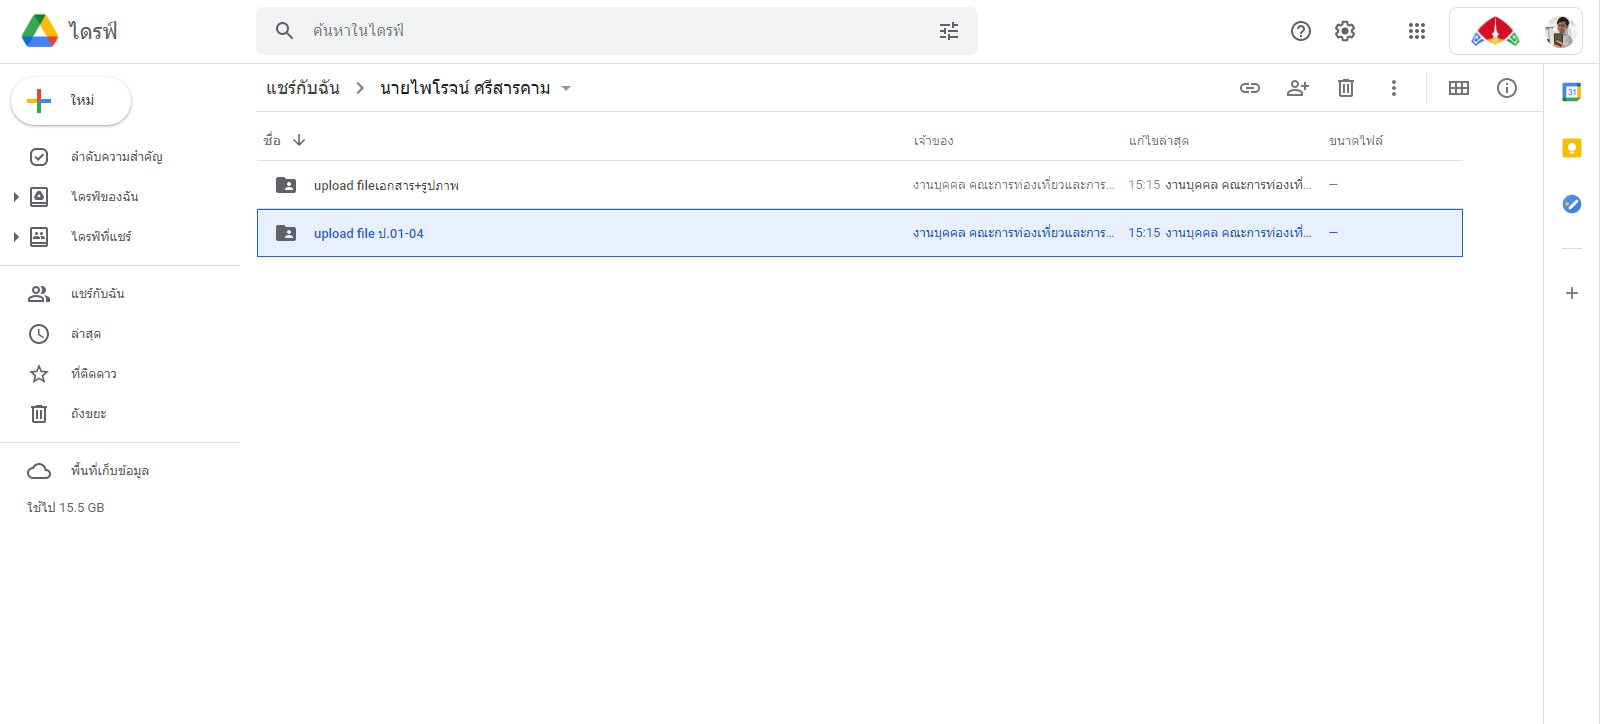 ไดรฟ์
ค้นหาในไดรฟ์
ใหม่
ลำดับความสำคัญ
ไดรฟ์ของฉัน
ไดรฟ์ที่แชร์
แชร์กับฉัน
ล่าสุด
ที่ติดดาว
ถังขยะ
พื้นที่เก็บข้อมูล
ใช้ไป 15.5 GB
แชร์กับฉัน > นายไพโรจน์ ศรีสารคาม
ชื่อ เจ้าของ แก้ไขล่าสุด ขนาดไฟล์
upload fileเอกสาร+รูปภาพ งานบุคคล คณะการท่องเที่ยวและการ... 15:15 งานบุคคล คณะการท่องเที่... —
upload file ป.01-04 งานบุคคล คณะการท่องเที่ยวและการ... 15:15 งานบุคคล คณะการท่องเที่... —
31